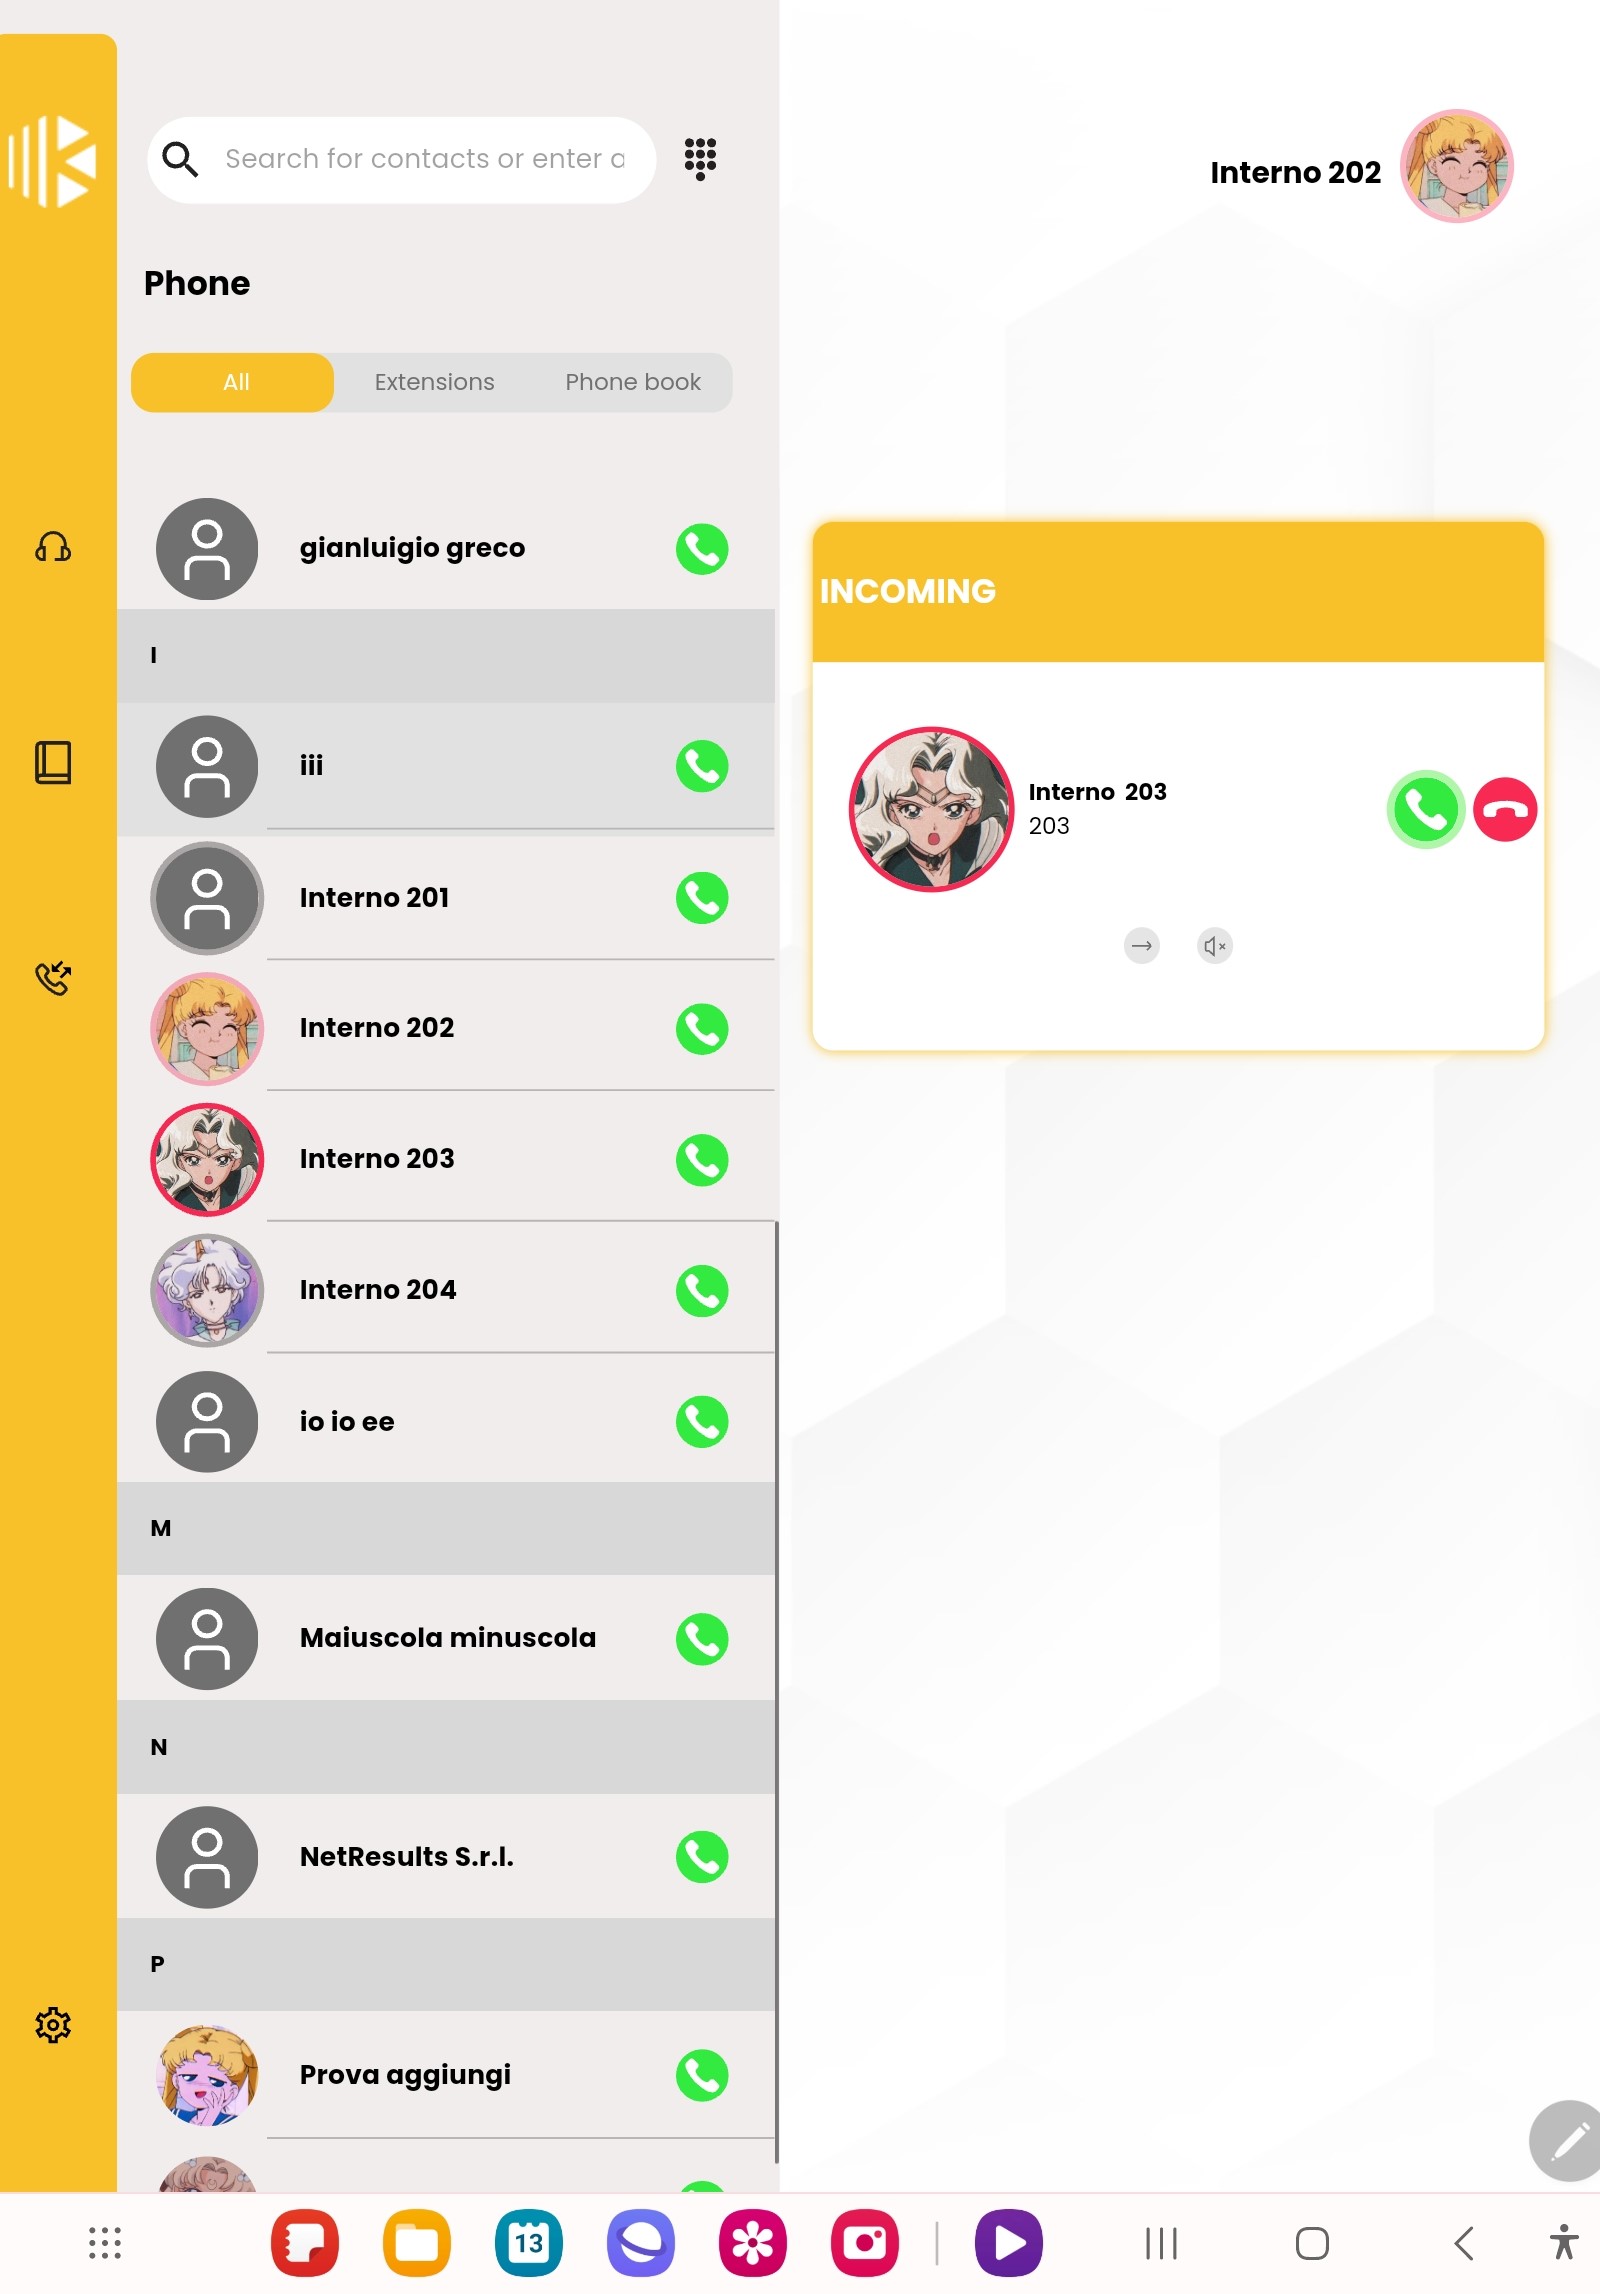 Search for contacts or enter a
Interno 202
Phone
All
Extensions
Phone book
gianluigio greco
I
iii
Interno 201
Interno 202
Interno 203
Interno 204
io io ee
M
Maiuscola minuscola
N
NetResults S.r.l.
P
Prova aggiungi
INCOMING
Interno 203
203
13